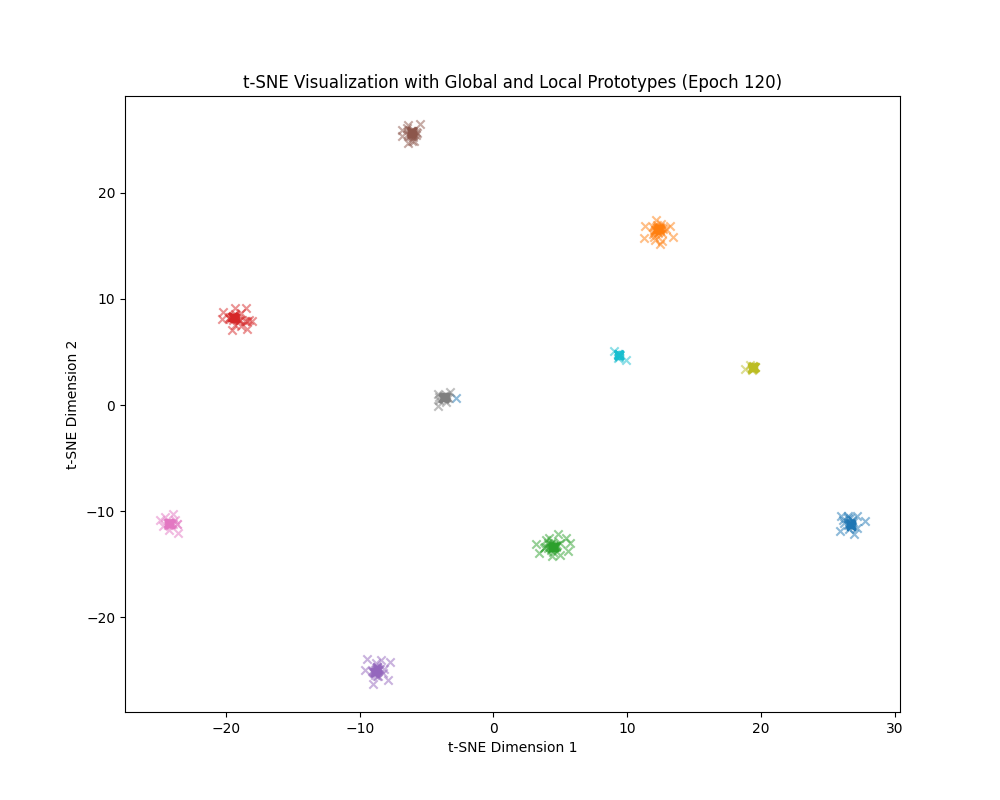 t-SNE Visualization with Global and Local Prototypes (Epoch 120)
20
10
0
−10
−20
t-SNE Dimension 2
−20 −10 0 10 20 30
t-SNE Dimension 1